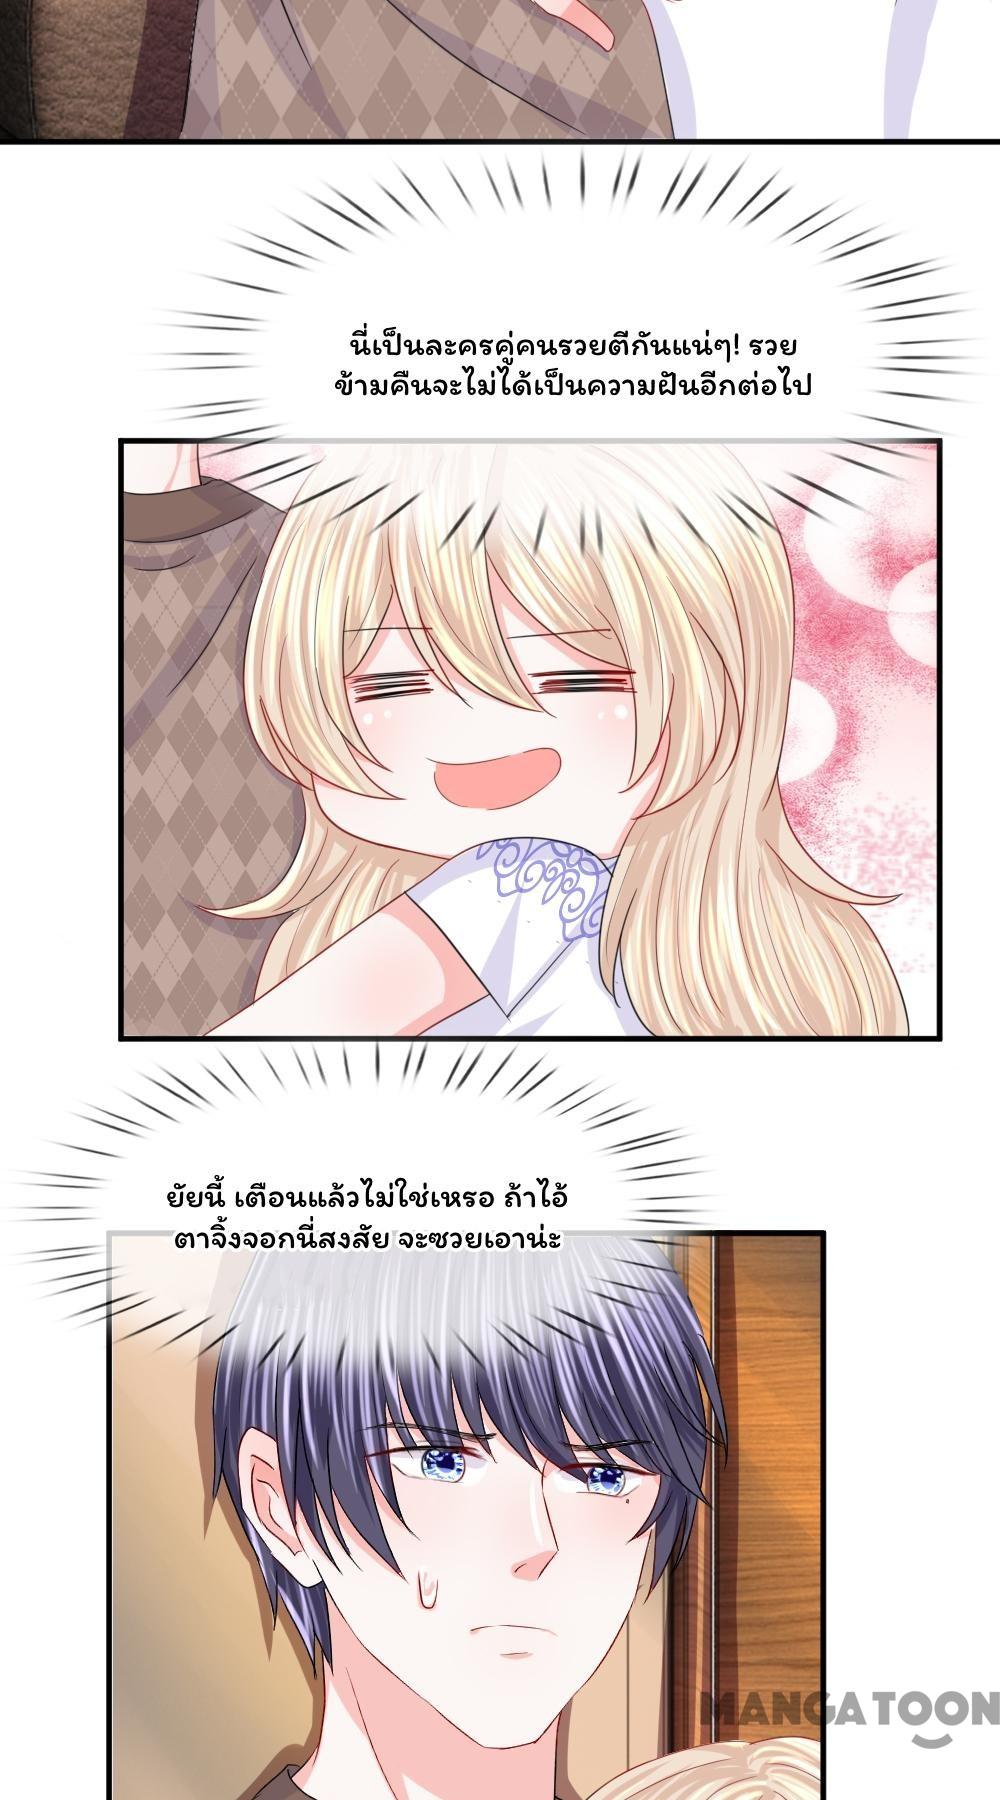 นี่เป็นละครคู่คนรวยตีกันแน่ๆ! รวย
ข้ามคืนจะไม่ได้เป็นความฝันอีกต่อไป
ยัยนี้ เตือนแล้วไม่ใช่เหรอ ถ้าไอ้
ตาจิ้งจอกนี่สงสัย จะซวยเอาน่ะ
MANGATOON